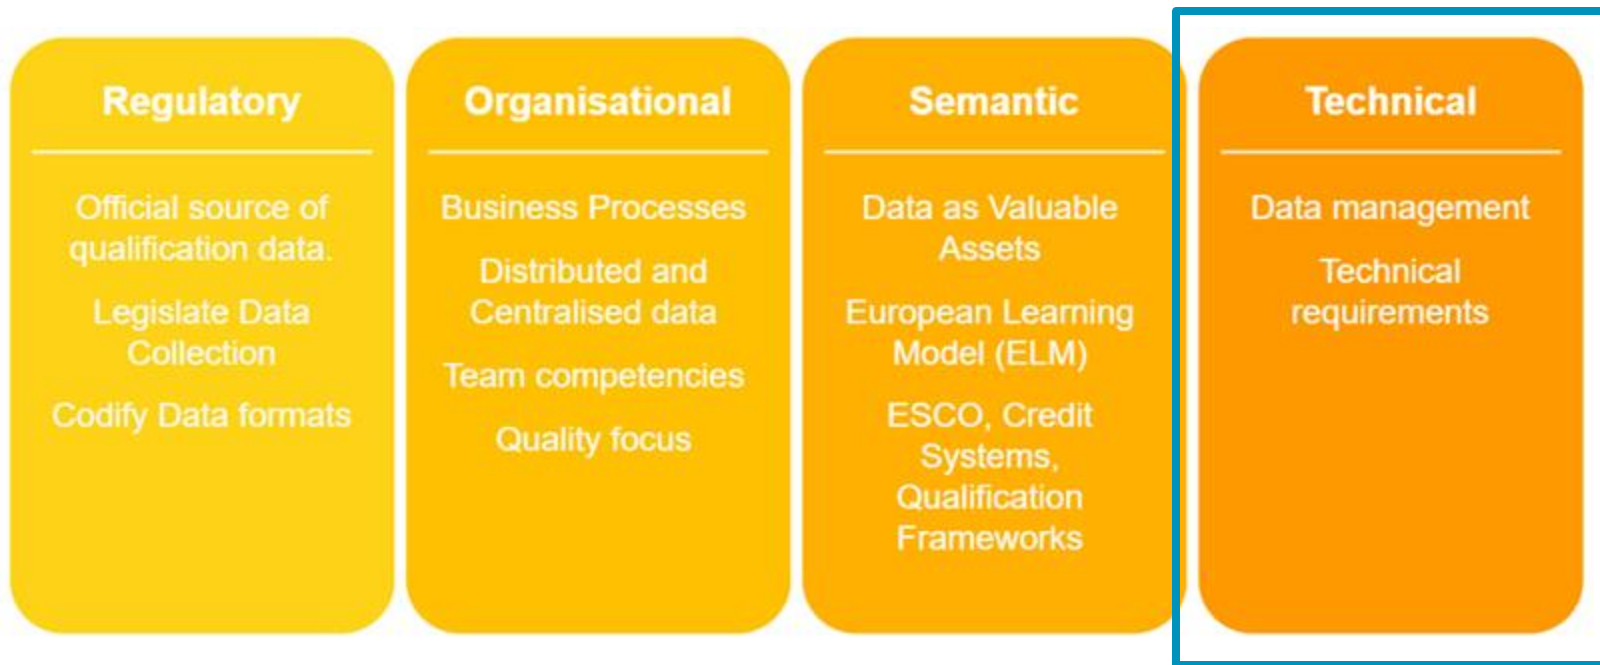 Regulatory
Official source of
qualification data.
Legislate Data
Collection
Codify Data formats
Organisational
Business Processes
Distributed and
Centralised data
Team competencies
Quality focus
Semantic
Data as Valuable
Assets
European Learning
Model (ELM)
ESCO, Credit
Systems,
Qualification
Frameworks
Technical
Data management
Technical
requirements